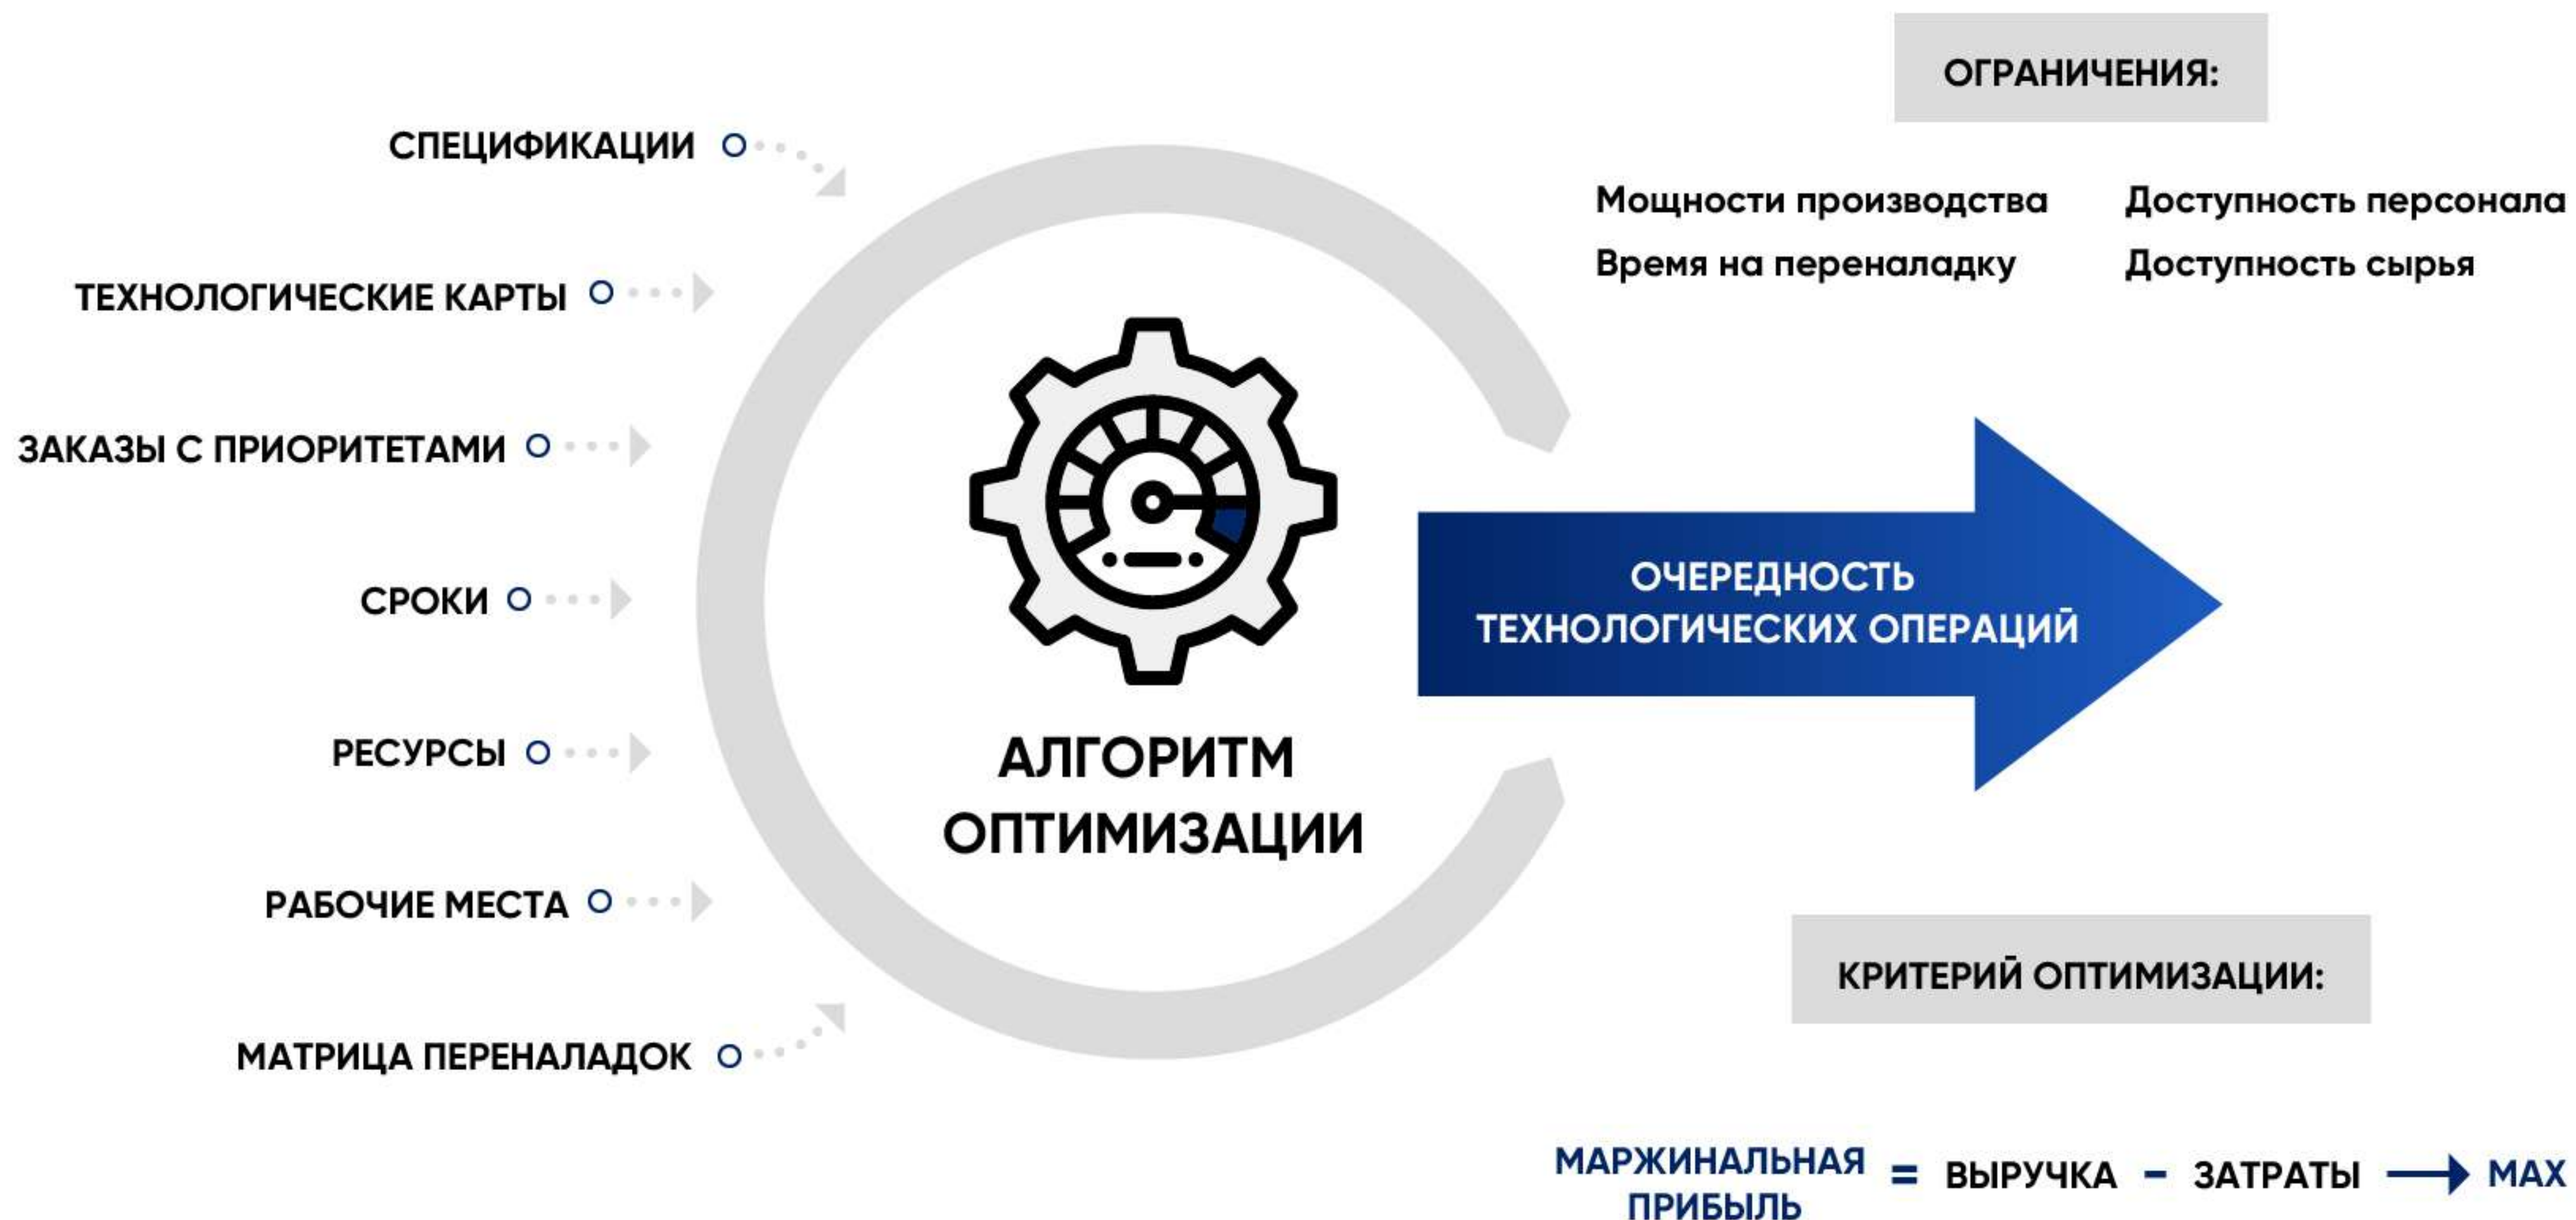 СПЕЦИФИКАЦИИ
ТЕХНОЛОГИЧЕСКИЕ КАРТЫ
ЗАКАЗЫ С ПРИОРИТЕТАМИ
СРОКИ
РЕСУРСЫ
РАБОЧИЕ МЕСТА
МАТРИЦА ПЕРЕНАЛАДОК
АЛГОРИТМ
ОПТИМИЗАЦИИ
ОГРАНИЧЕНИЯ:
Мощности производства
Доступность персонала
Время на переналадку
Доступность сырья
ОЧЕРЕДНОСТЬ
ТЕХНОЛОГИЧЕСКИХ ОПЕРАЦИЙ
КРИТЕРИЙ ОПТИМИЗАЦИИ:
МАРЖИНАЛЬНАЯ
ПРИБЫЛЬ
= ВЫРУЧКА - ЗАТРАТЫ → MAX